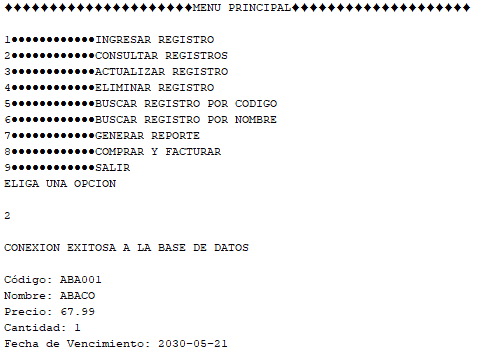 ♦♦♦♦♦♦♦♦♦♦♦♦♦♦♦♦♦♦♦♦♦MENU PRINCIPAL♦♦♦♦♦♦♦♦♦♦♦♦♦♦♦♦♦♦♦♦
1●●●●●●●●●●●●INGRESAR REGISTRO
2●●●●●●●●●●●●CONSULTAR REGISTROS
3●●●●●●●●●●●●ACTUALIZAR REGISTRO
4●●●●●●●●●●●●ELIMINAR REGISTRO
5●●●●●●●●●●●●BUSCAR REGISTRO POR CODIGO
6●●●●●●●●●●●●BUSCAR REGISTRO POR NOMBRE
7●●●●●●●●●●●●GENERAR REPORTE
8●●●●●●●●●●●●COMPRAR Y FACTURAR
9●●●●●●●●●●●●SALIR
ELIGA UNA OPCION
2
CONEXION EXITOSA A LA BASE DE DATOS
Código: ABA001
Nombre: ABACO
Precio: 67.99
Cantidad: 1
Fecha de Vencimiento: 2030-05-21